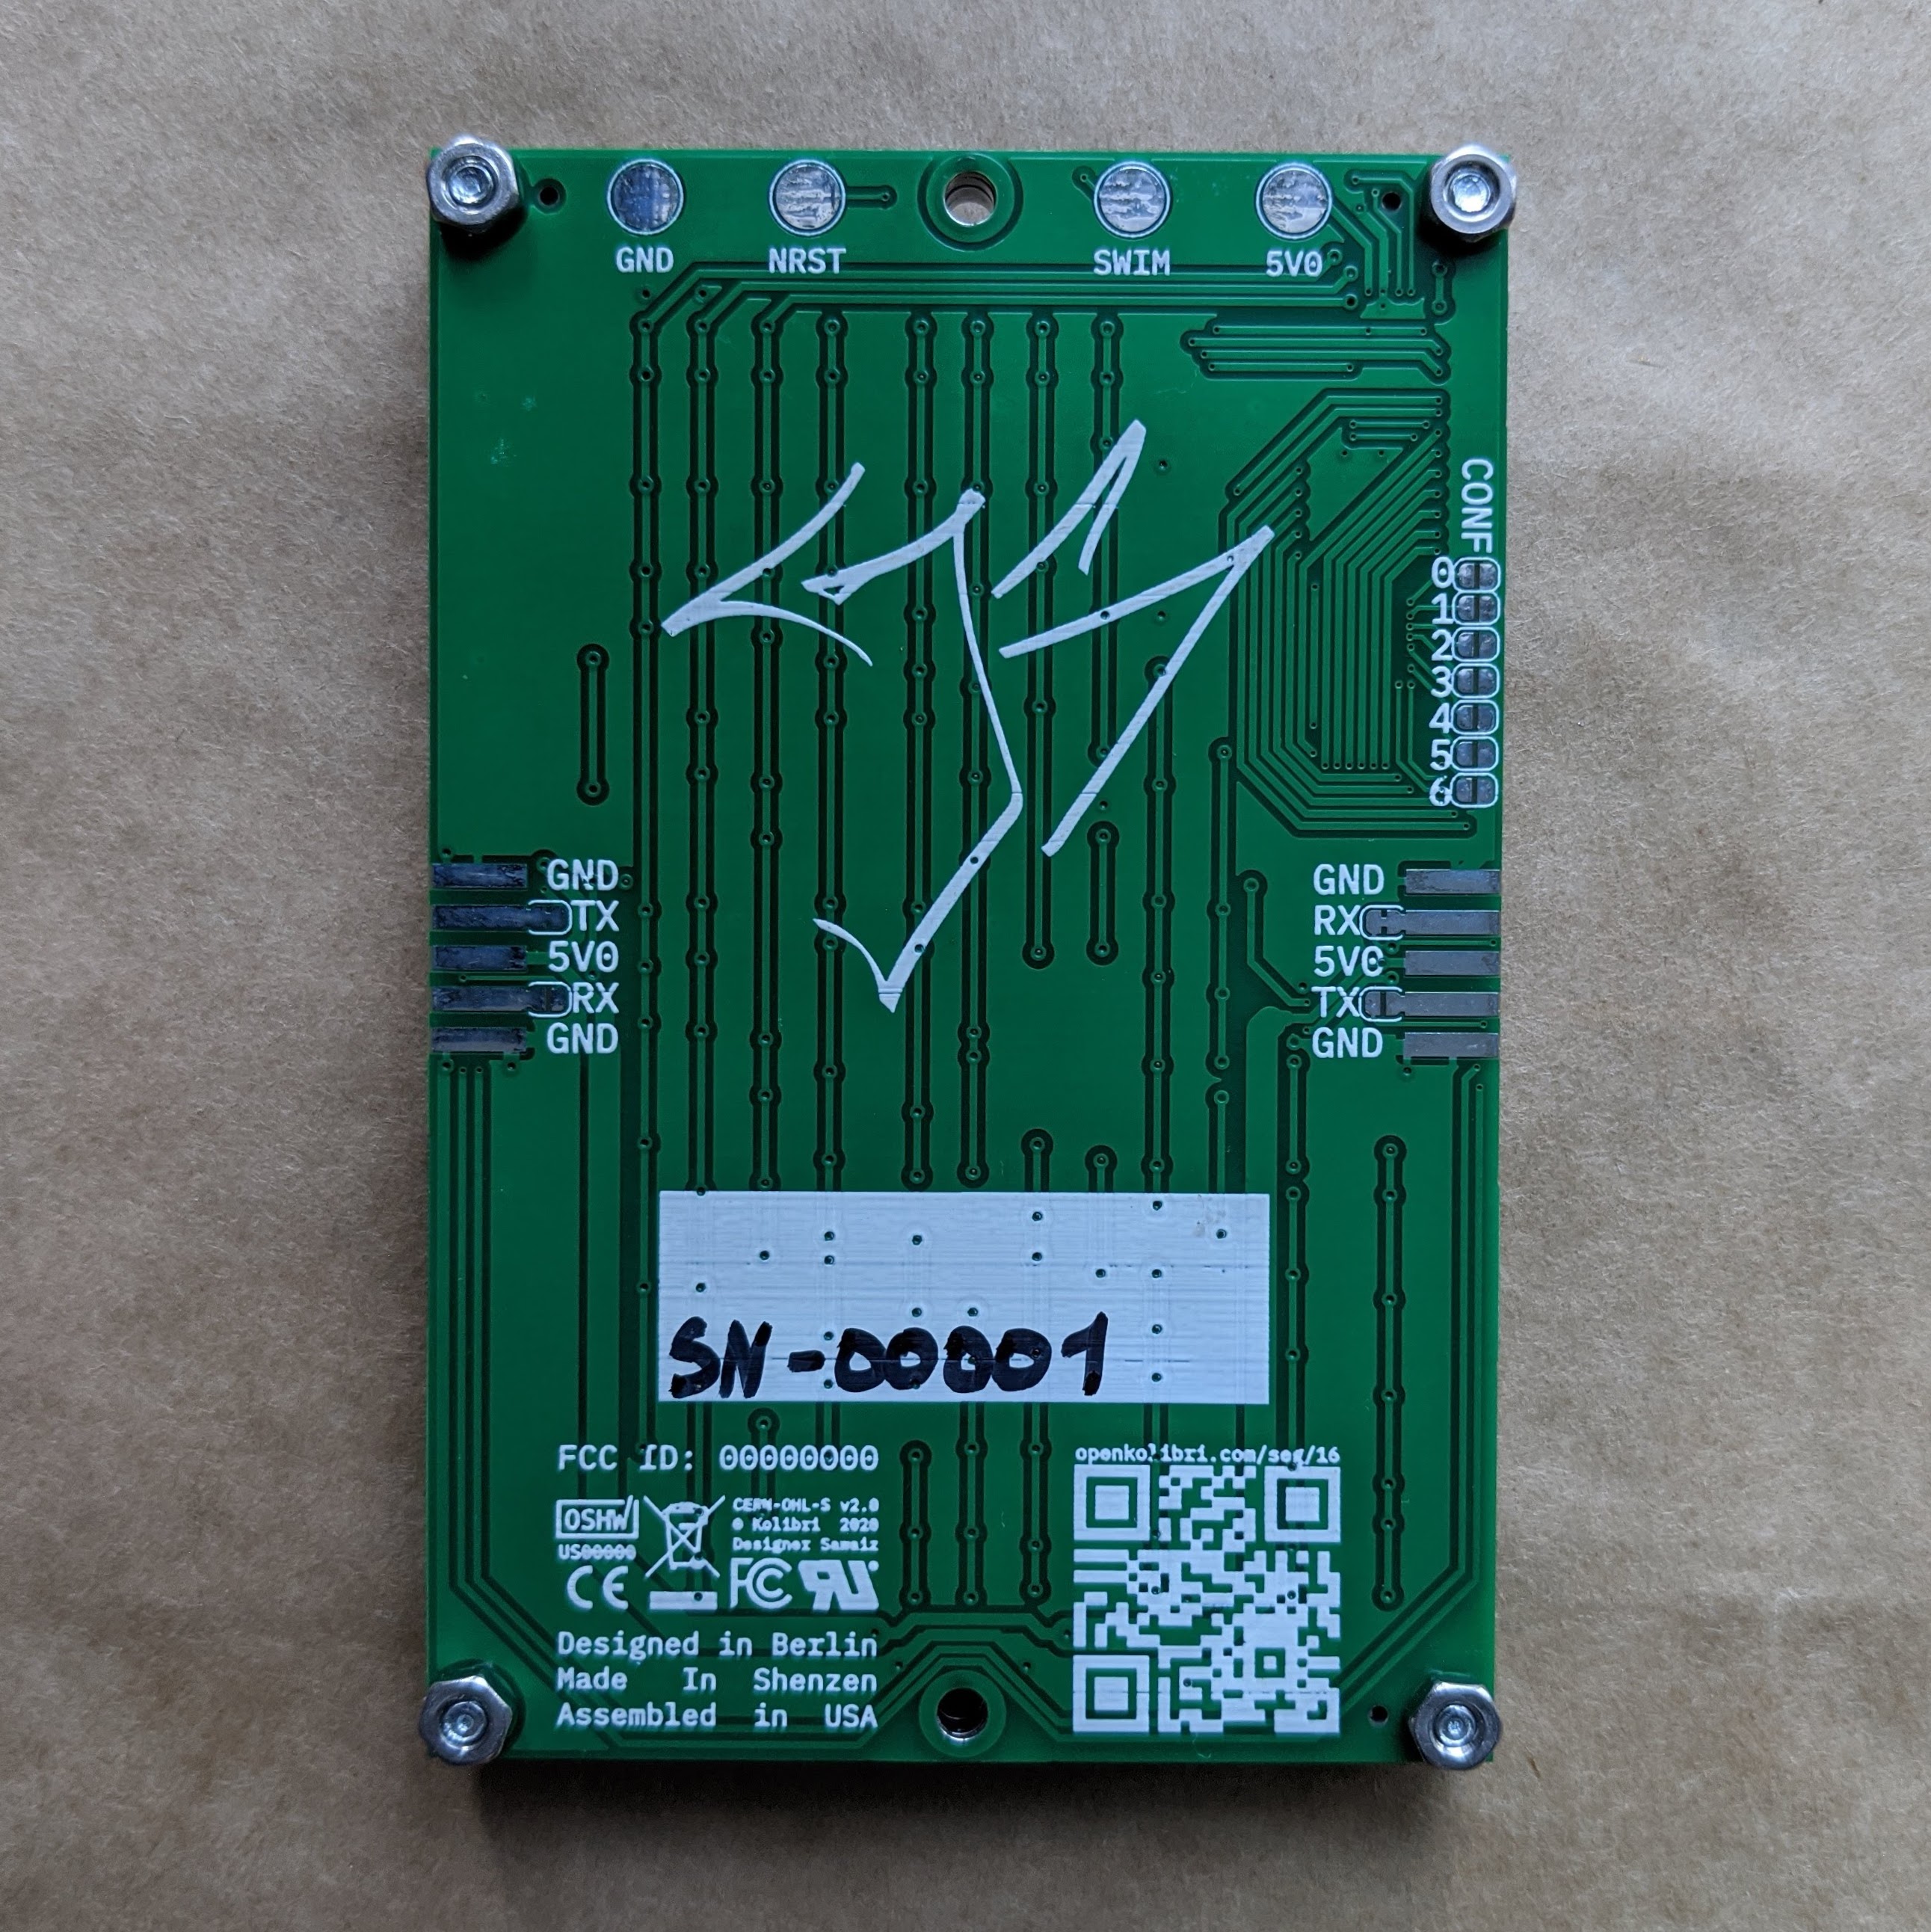 GND NRST SWIM 5V0
CONF
0
1
2
3
4
5
6
GND
TX
5V0
RX
GND
GND
RX
5V0
TX
GND
SN-00001
FCC ID: 00000000
OSHW
US00000
CERN-OHL-S v2.0
© Kolibri 2020
Designer Samaiz
CE
FC
RU
Designed in Berlin
Made In Shenzen
Assembled in USA
openkolibri.com/seg/16